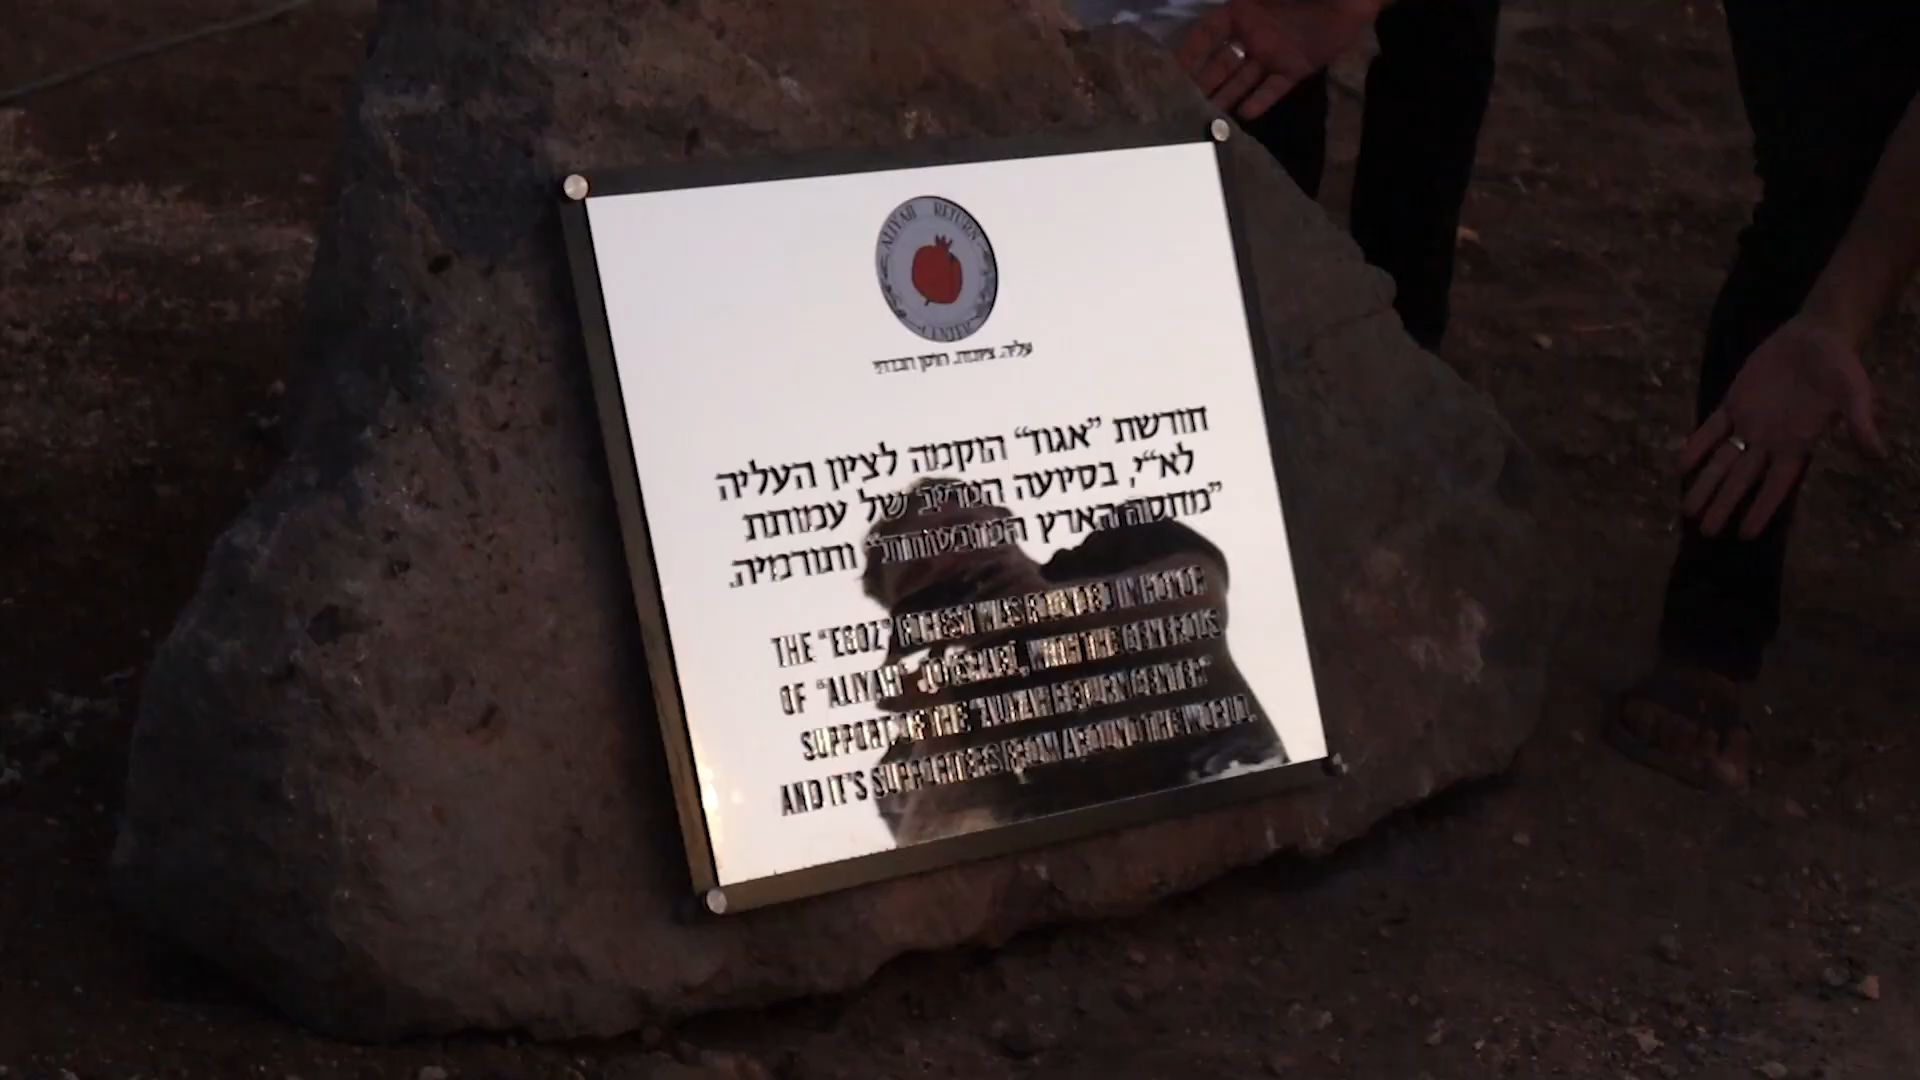 ALIYAH RETURN
CENTER
עליה. ציונות. חוסן חברתי
חורשת "אגוז" הוקמה לציון העליה
לא"י, בסיועה הנדיב של עמותת
"מחסה הארץ המובטחת" ותורמיה.
THE "EGOZ" FOREST WAS FOUNDED IN HONOR
OF "ALIYAH" TO ISRAEL, WITH THE GENEROUS
SUPPORT OF THE "ALIYAH RETURN CENTER"
AND IT'S SUPPORTERS FROM AROUND THE WORLD.